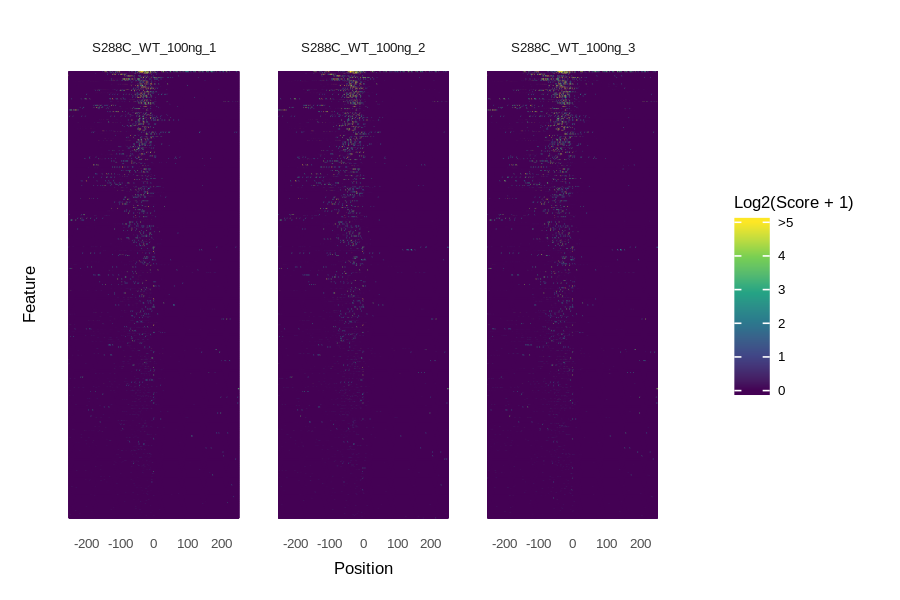 S288C_WT_100ng_1 S288C_WT_100ng_2 S288C_WT_100ng_3
Log2(Score + 1)
>5
4
3
2
1
0
Feature
-200 -100 0 100 200 -200 -100 0 100 200 -200 -100 0 100 200
Position